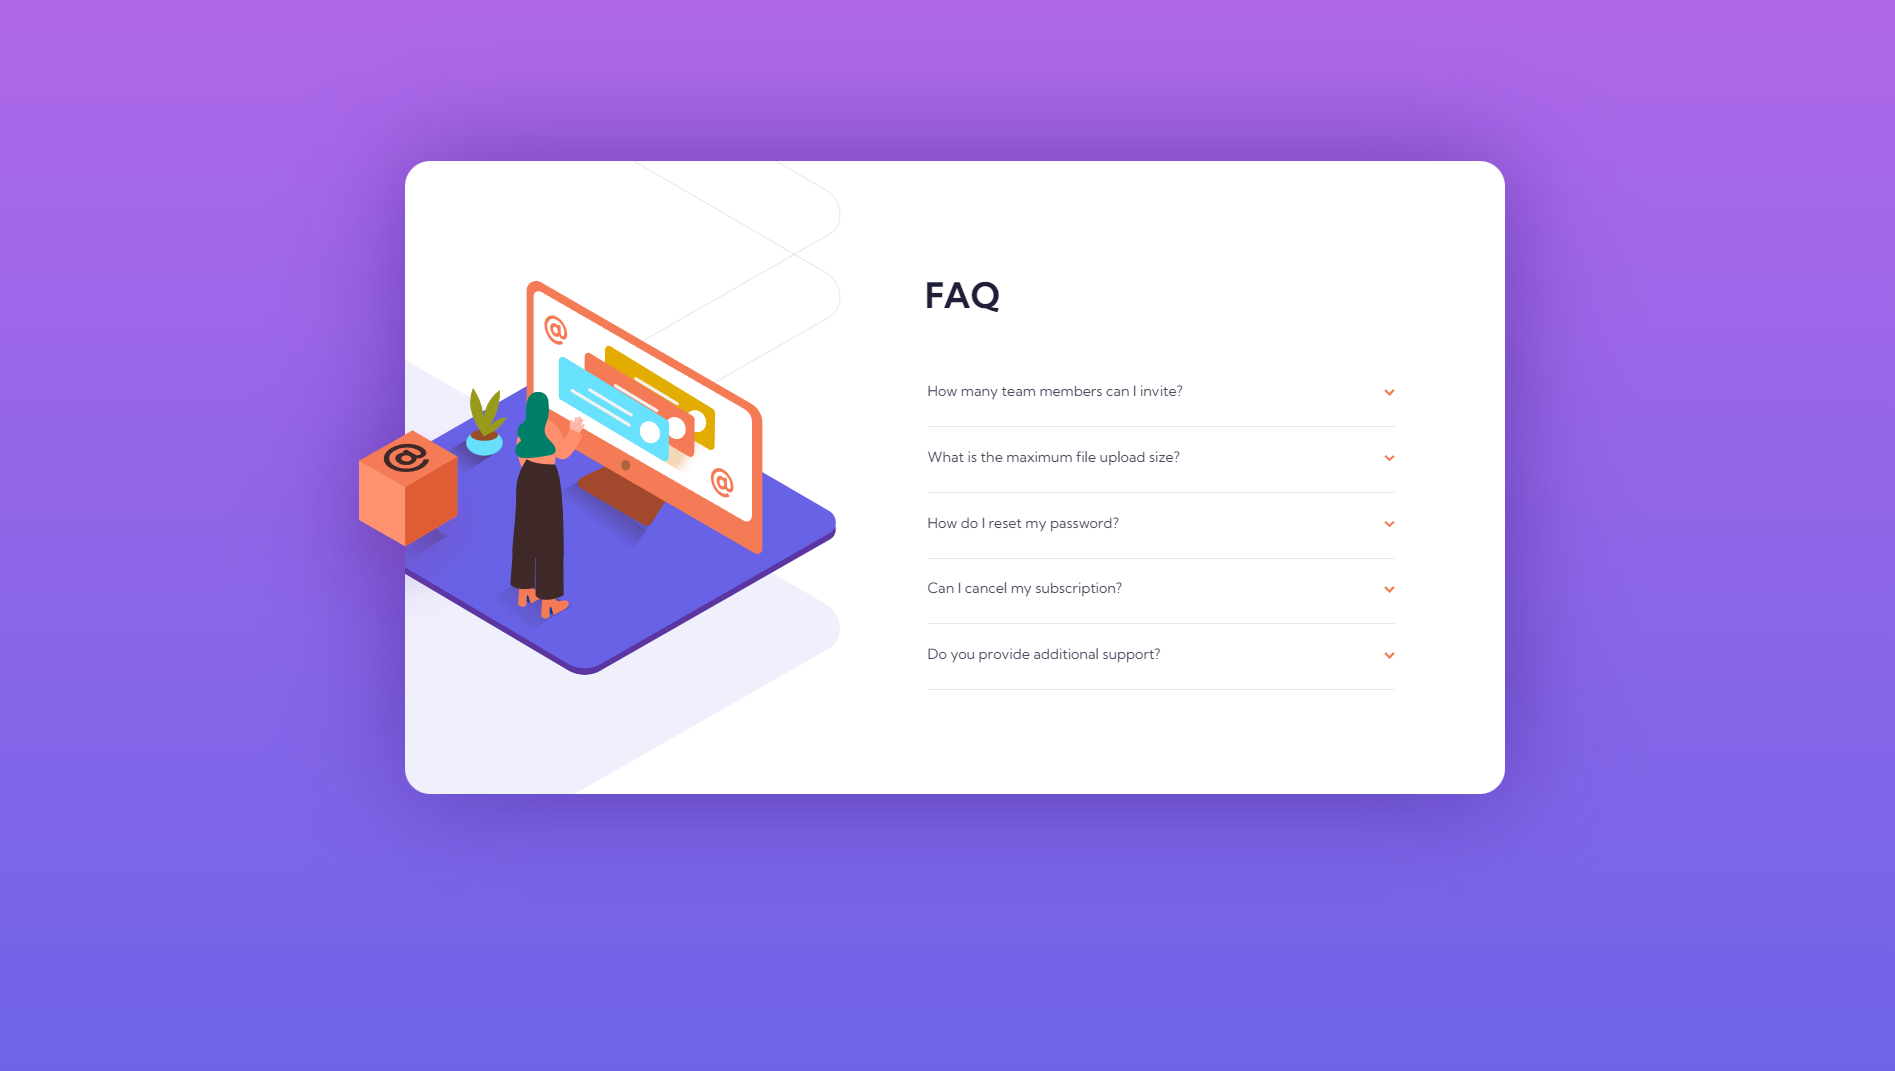 @
@
@
FAQ
How many team members can I invite?
What is the maximum file upload size?
How do I reset my password?
Can I cancel my subscription?
Do you provide additional support?